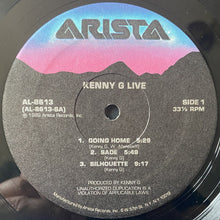 ARISTA
KENNY G LIVE
AL-8613
(AL-8613-SA)
℗ 1989 Arista Records, Inc.
SIDE 1
33⅓ RPM
1. GOING HOME 5:29
(Kenny G, W. Afanasieff)
2. SADE 5:49
(Kenny G)
3. SILHOUETTE 5:17
(Kenny G)
PRODUCED BY KENNY G
UNAUTHORIZED DUPLICATION IS A
VIOLATION OF APPLICABLE LAWS.